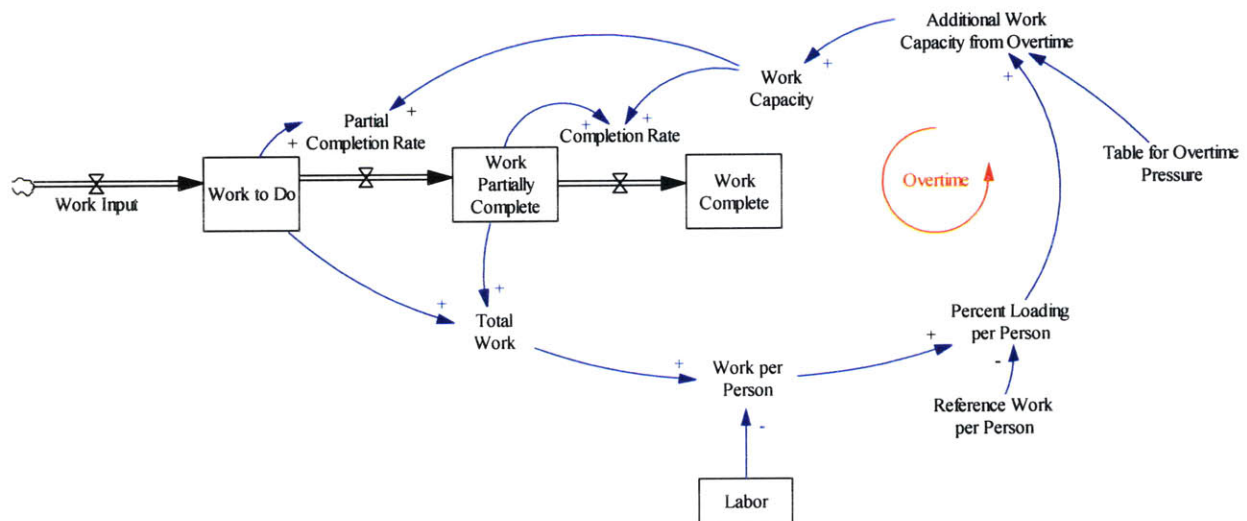 Additional Work
Capacity from Overtime
+
+
Work
Capacity
Partial
Completion Rate
+
+
+
+
Completion Rate
Table for Overtime
Pressure
Work Input
Work to Do
Work
Partially
Complete
Work
Complete
Overtime
+
+
Total
Work
+
Work per
Person
+
Percent Loading
per Person
-
Reference Work
per Person
-
Labor